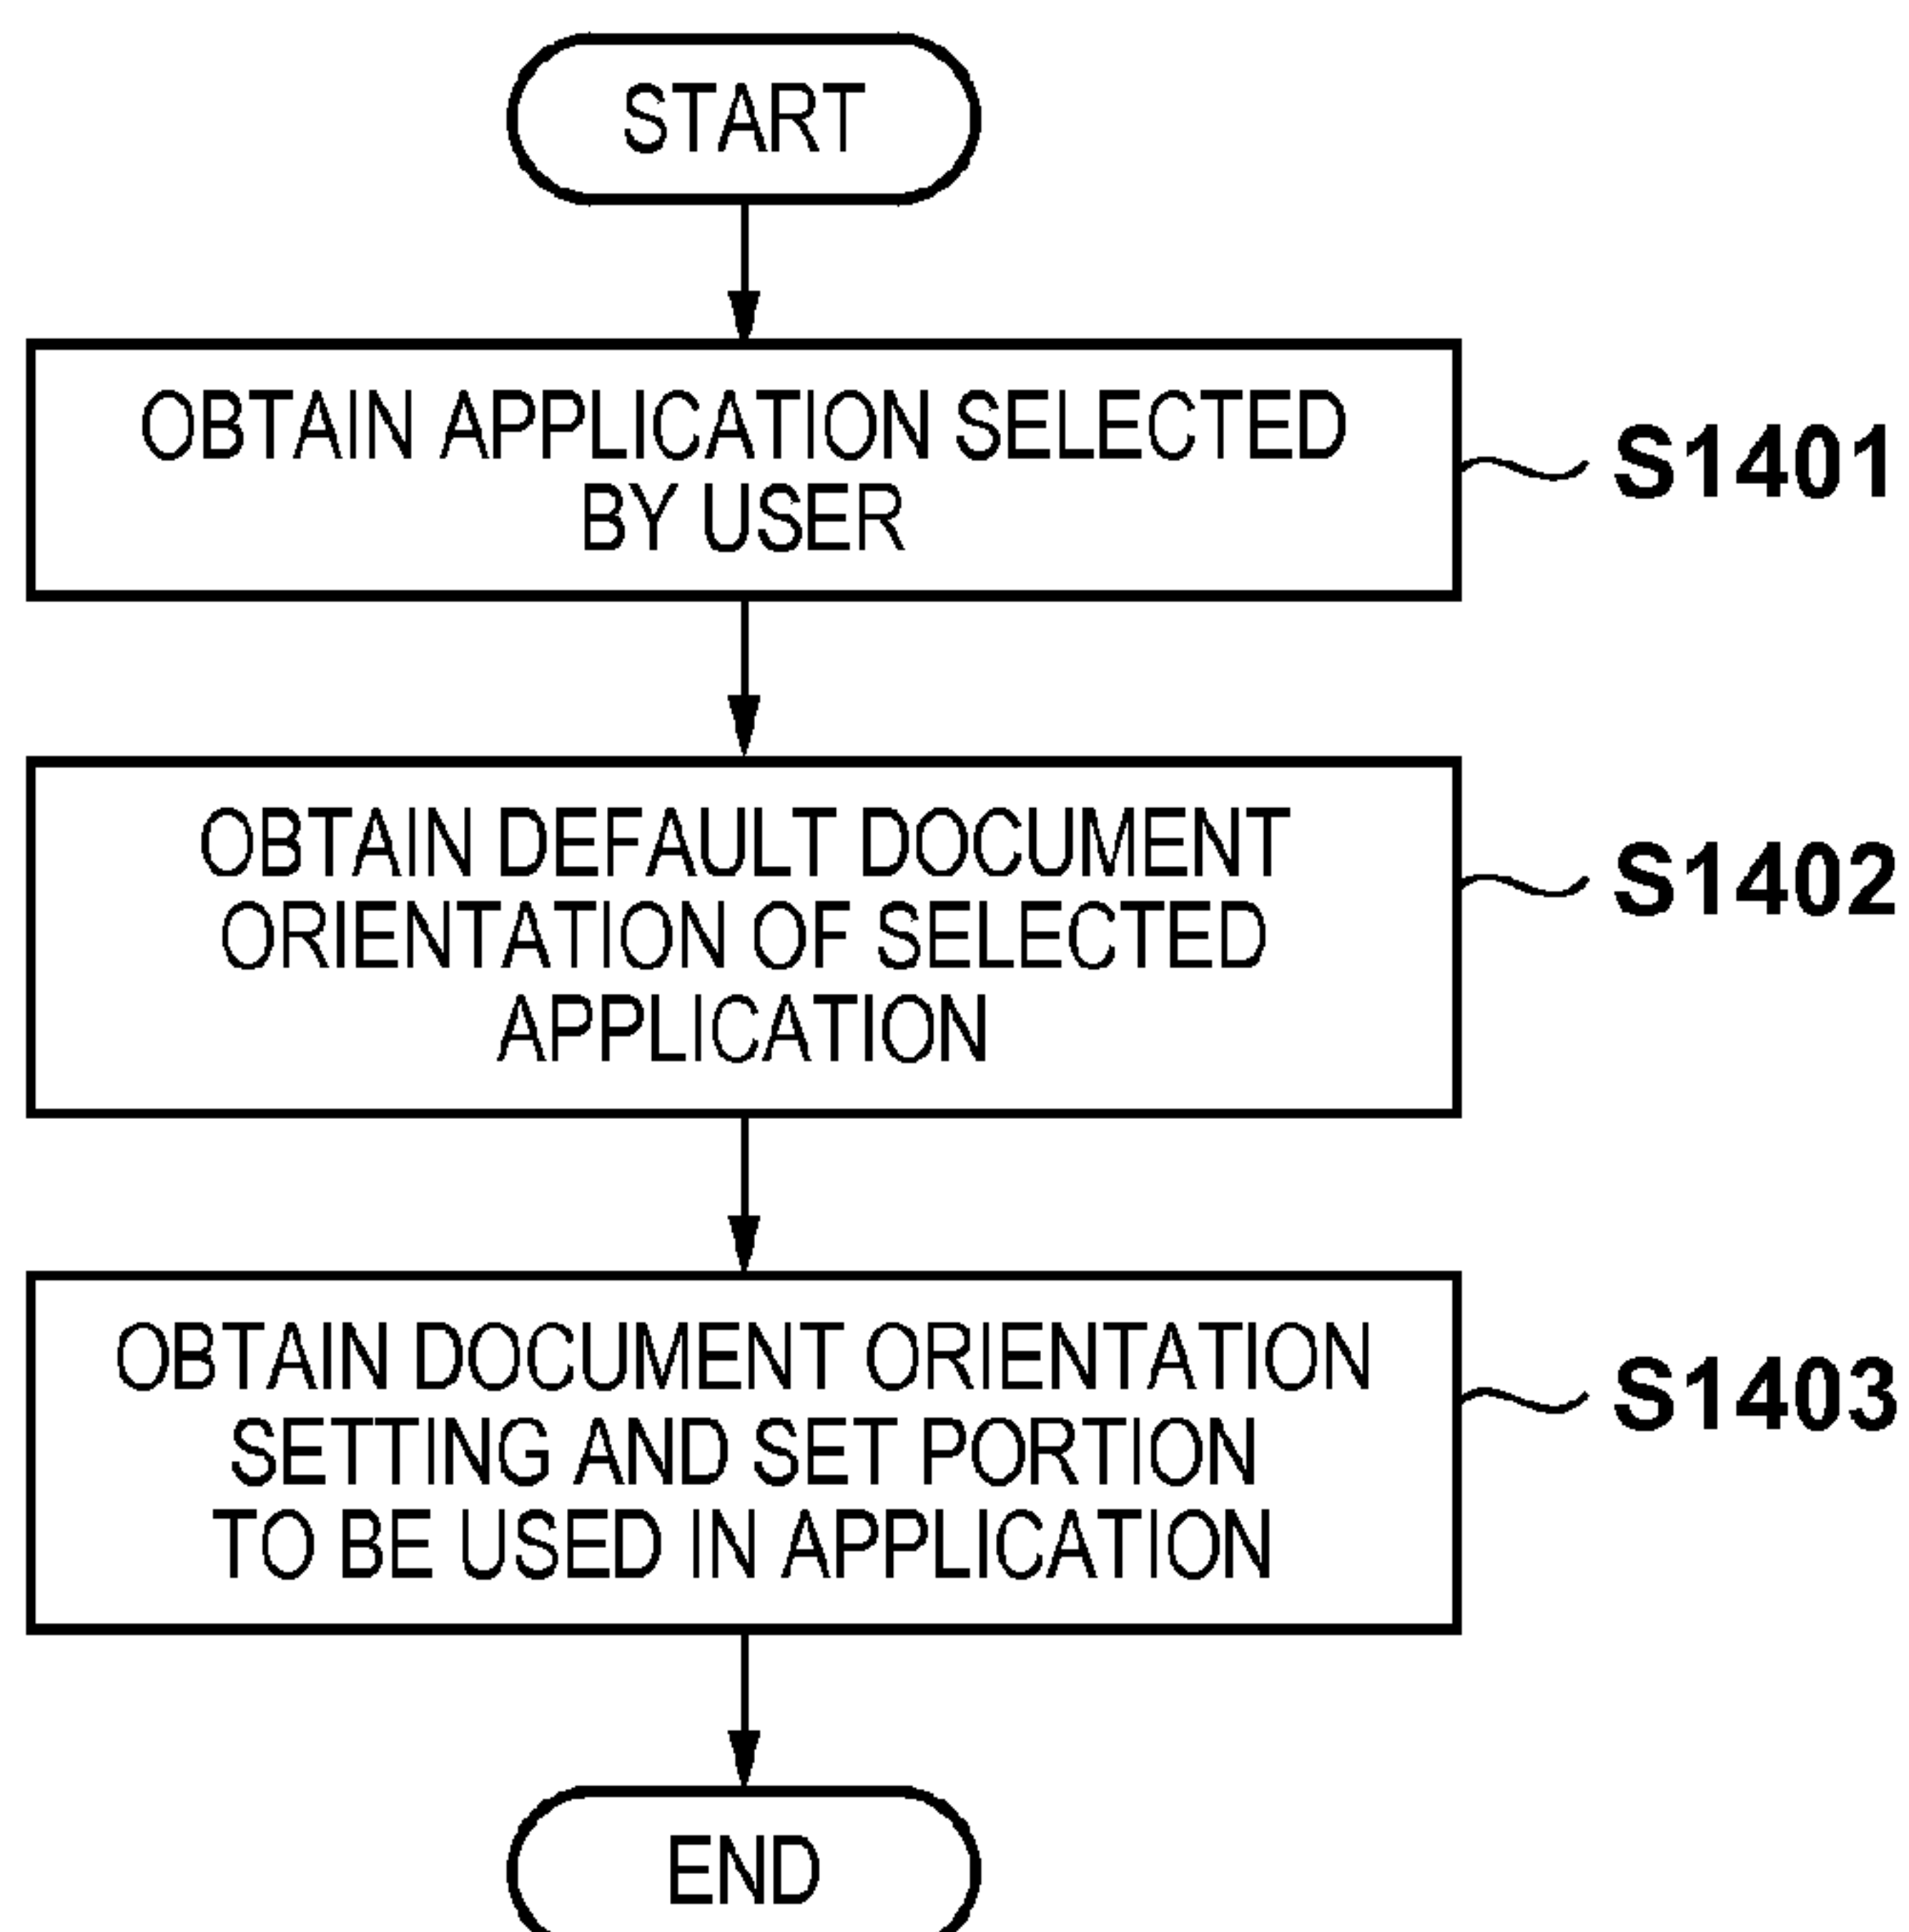 START
OBTAIN APPLICATION SELECTED
BY USER
S1401
OBTAIN DEFAULT DOCUMENT
ORIENTATION OF SELECTED
APPLICATION
S1402
OBTAIN DOCUMENT ORIENTATION
SETTING AND SET PORTION
TO BE USED IN APPLICATION
S1403
END